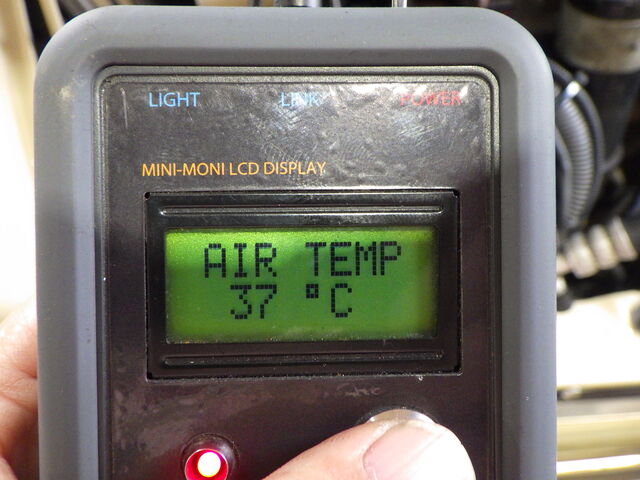 LIGHT LINK POWER
MINI-MONI LCD DISPLAY
AIR TEMP
37 °C